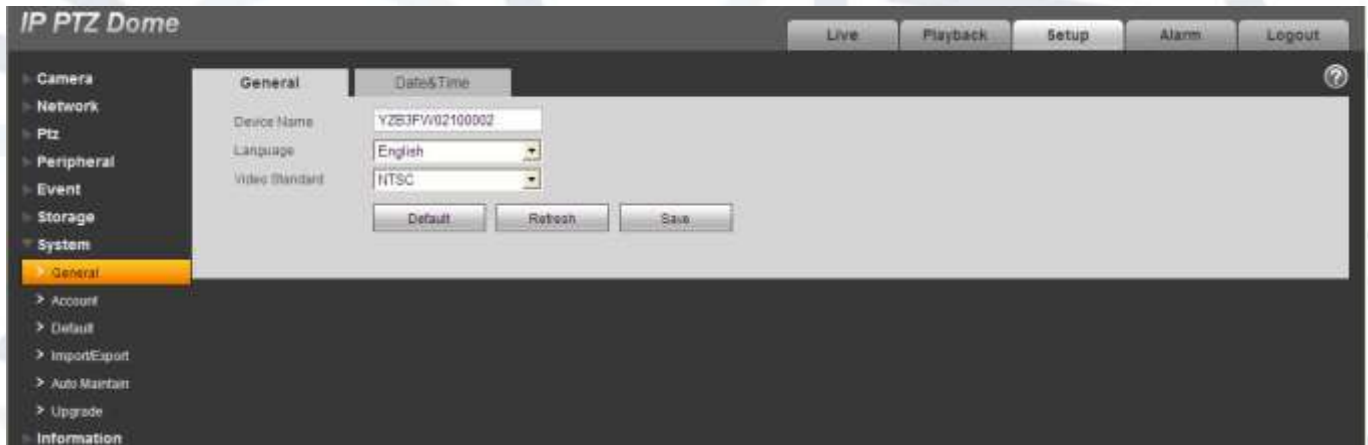 IP PTZ Dome
Live
Playback
Setup
Alarm
Logout
Camera
Network
Ptz
Peripheral
Event
Storage
System
General
Account
Default
Import/Export
Auto Maintain
Upgrade
Information
General
Date&Time
Device Name
YZB3FW02100002
Language
English
Video Standard
NTSC
Default
Refresh
Save